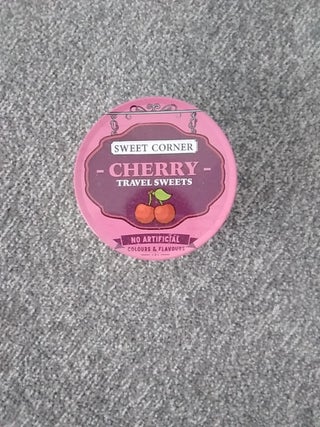 SWEET CORNER
- CHERRY -
TRAVEL SWEETS
NO ARTIFICIAL
COLOURS & FLAVOURS